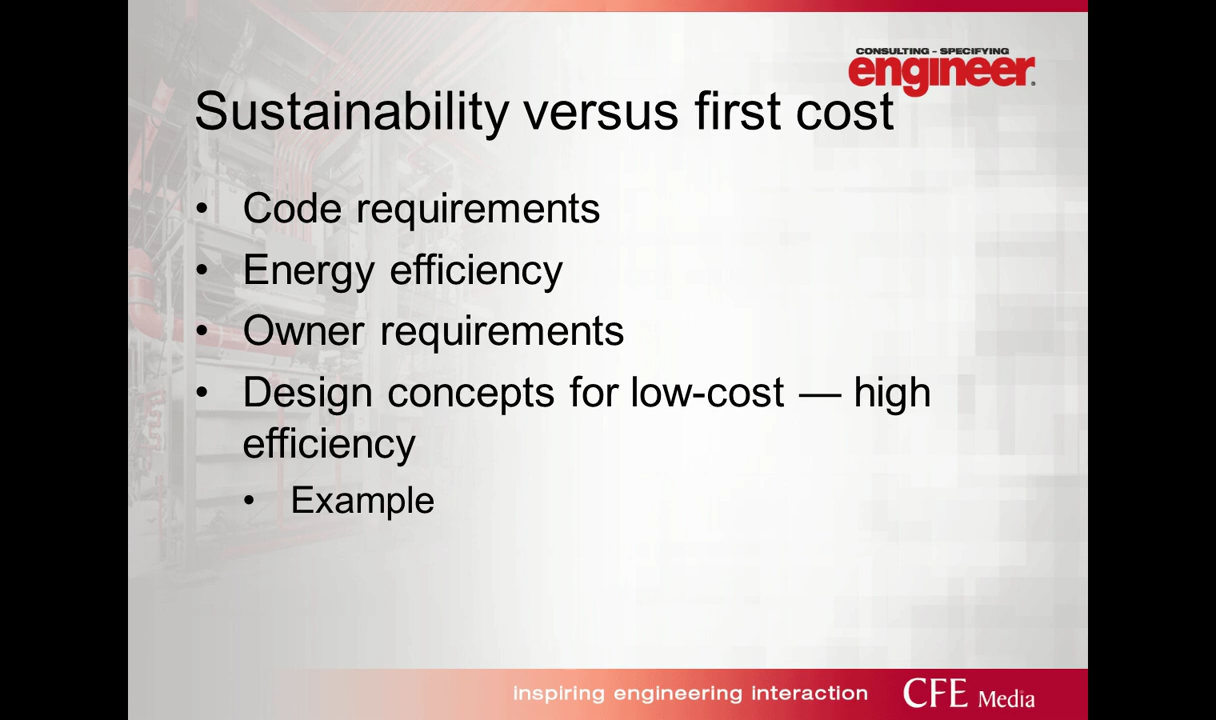 CONSULTING - SPECIFYING
engineer®
Sustainability versus first cost
• Code requirements
• Energy efficiency
• Owner requirements
• Design concepts for low-cost — high
efficiency
• Example
inspiring engineering interaction
CFE Media